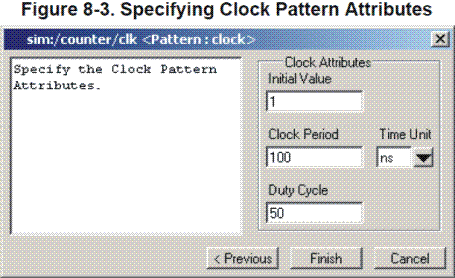 Figure 8-3. Specifying Clock Pattern Attributes
sim:/counter/clk <Pattern:clock>
Specify the Clock Pattern
Attributes.
Clock Attributes
Initial Value
1
Clock Period Time Unit
100 ns
Duty Cycle
50
< Previous Finish Cancel